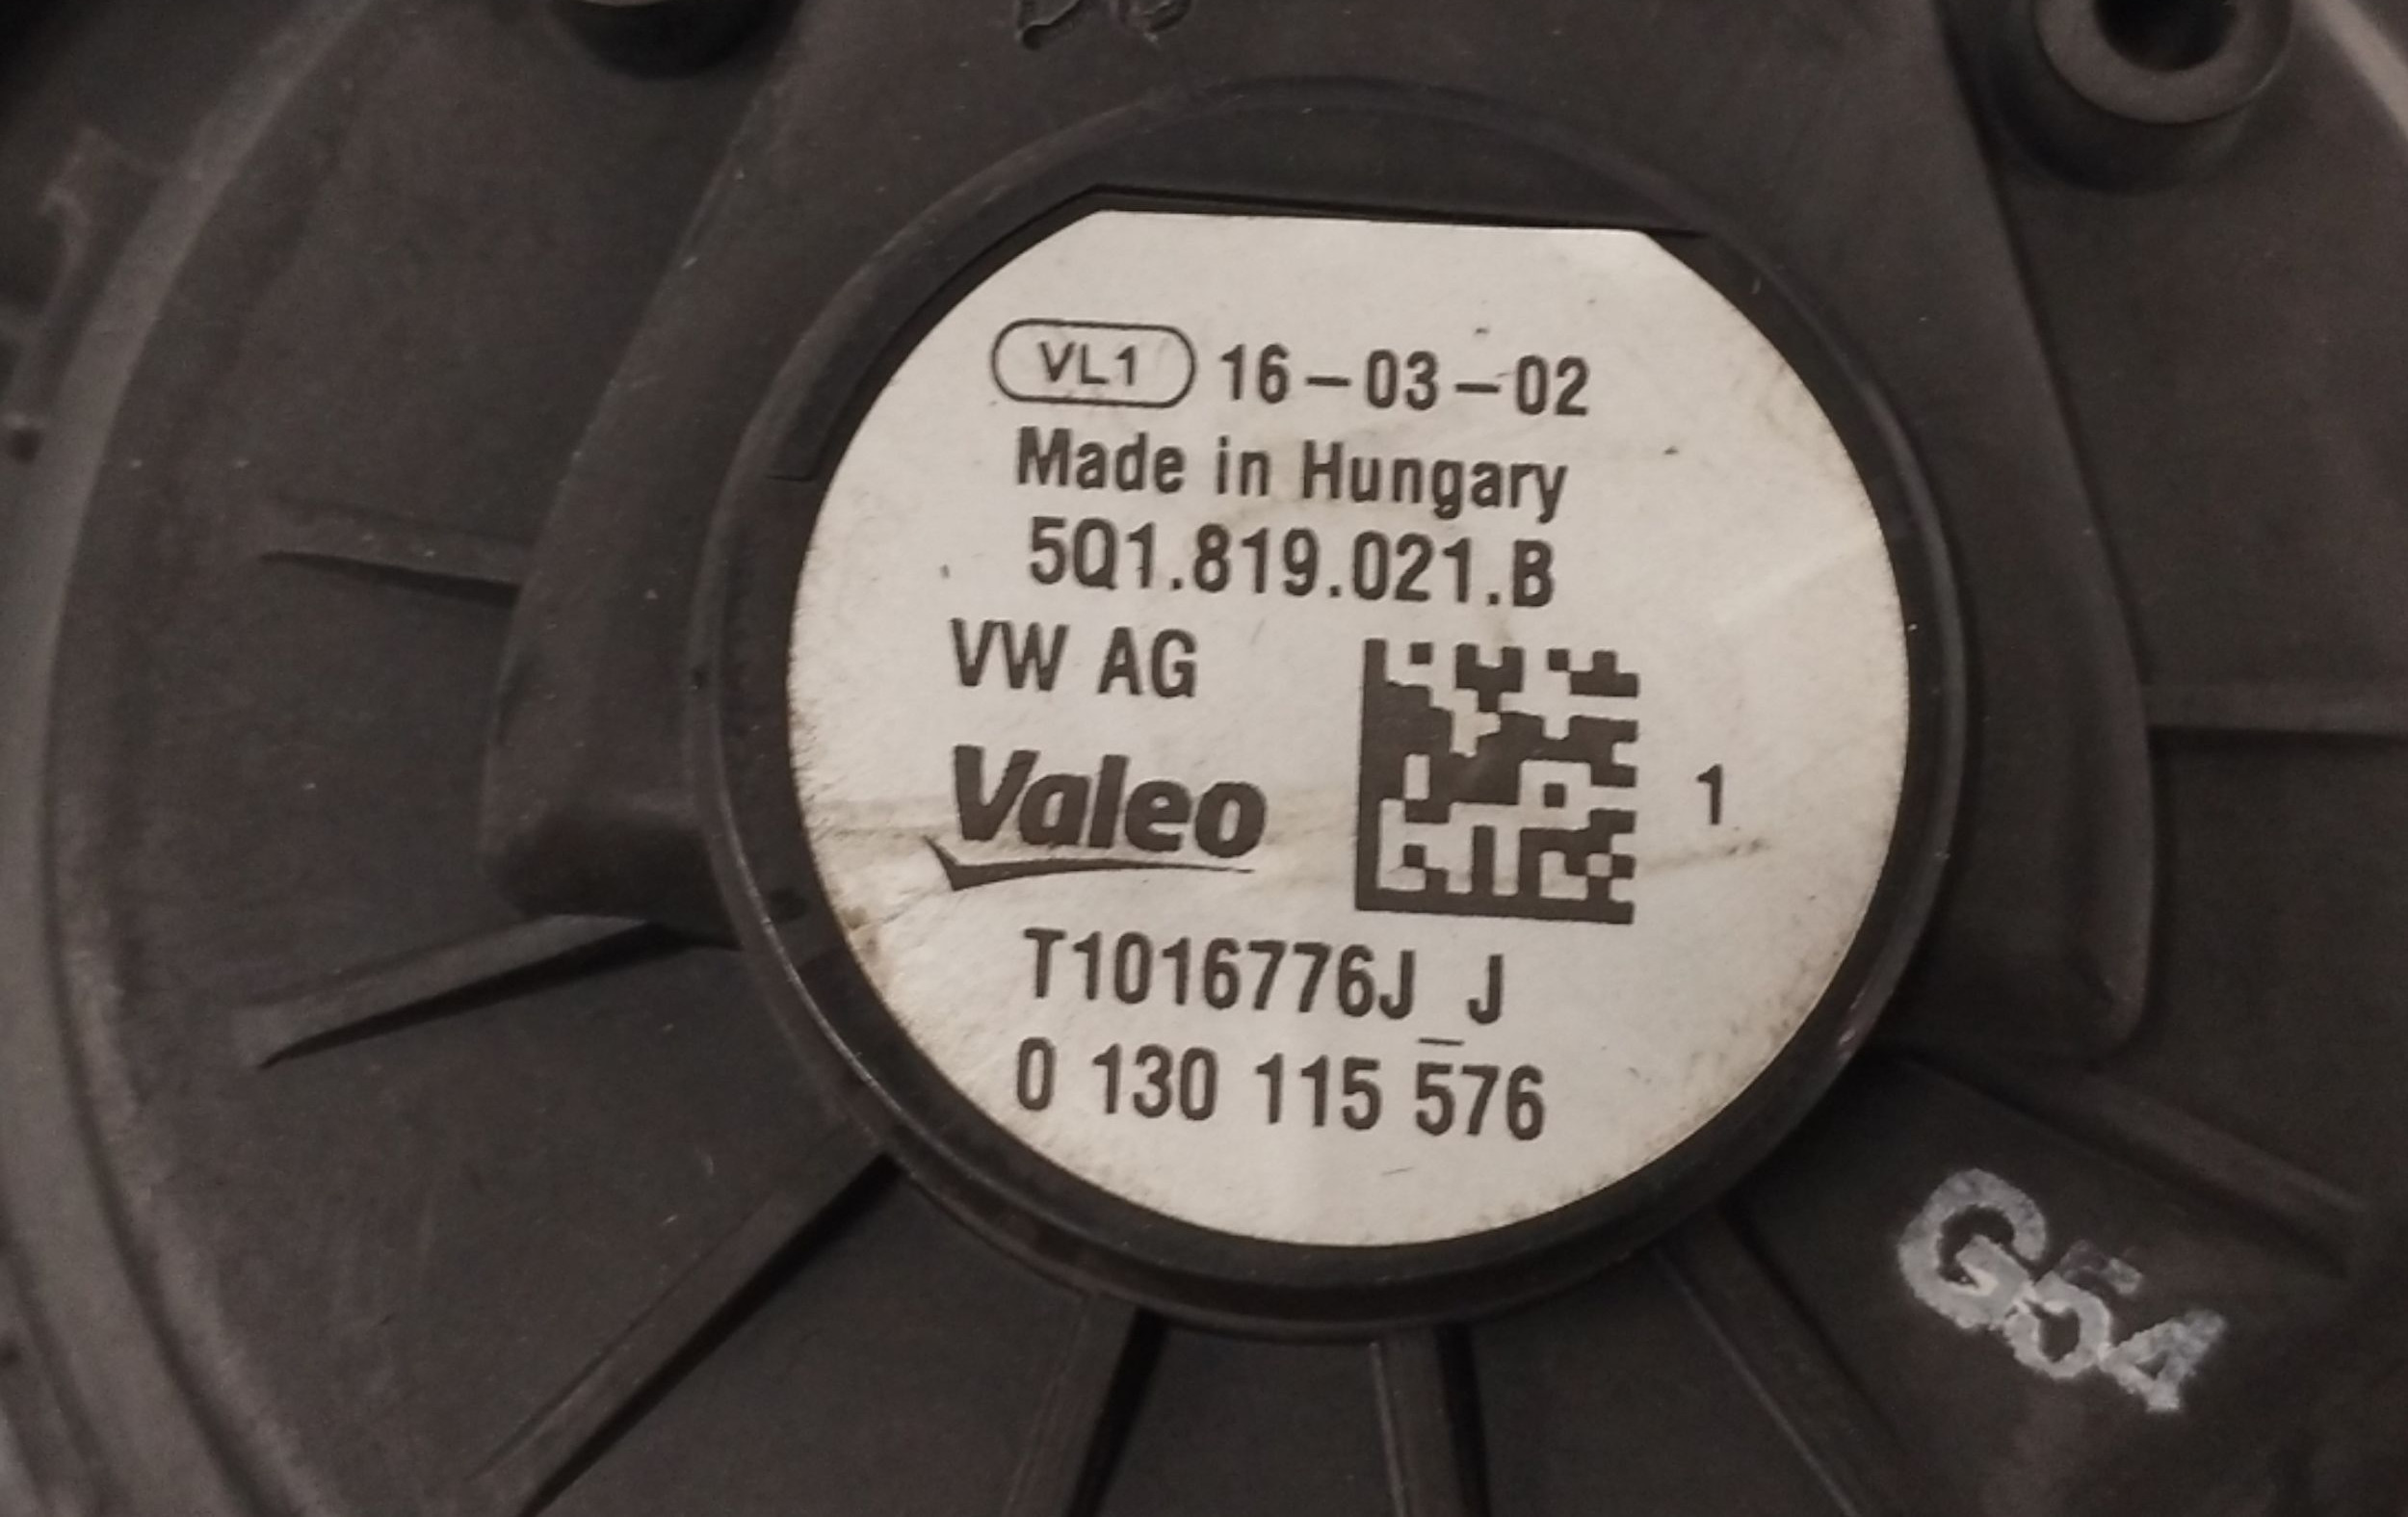 VL1 16-03-02
Made in Hungary
5Q1.819.021.B
VW AG
Valeo
1
T1016776J_J
0 130 115 576
G54